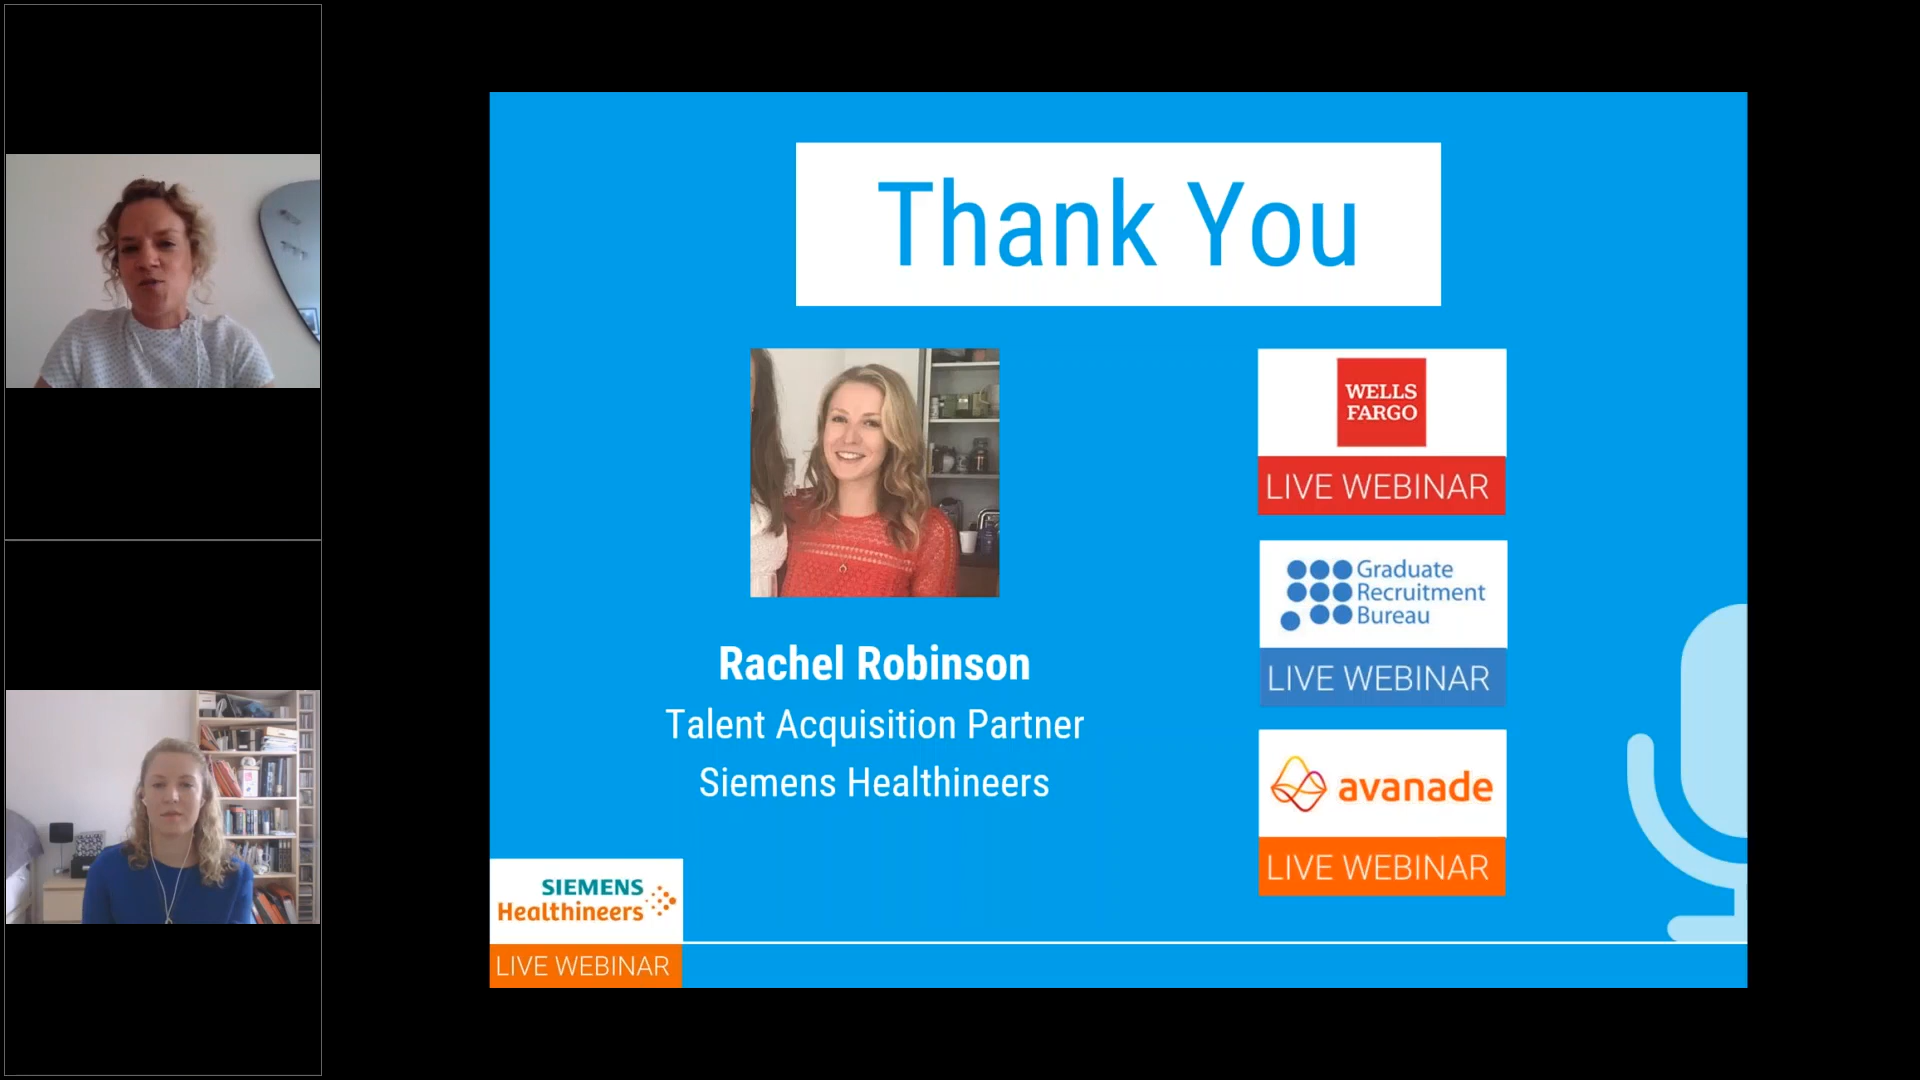 Thank You
Rachel Robinson
Talent Acquisition Partner
Siemens Healthineers
WELLS
FARGO
LIVE WEBINAR
Graduate
Recruitment
Bureau
LIVE WEBINAR
avanade
LIVE WEBINAR
SIEMENS
Healthineers
LIVE WEBINAR